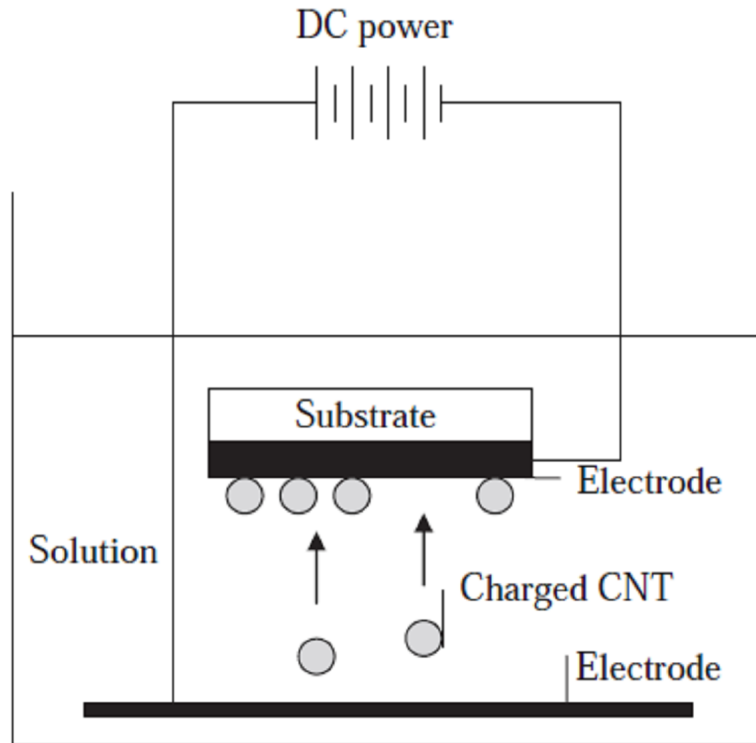 DC power
Substrate
Electrode
Solution
Charged CNT
Electrode